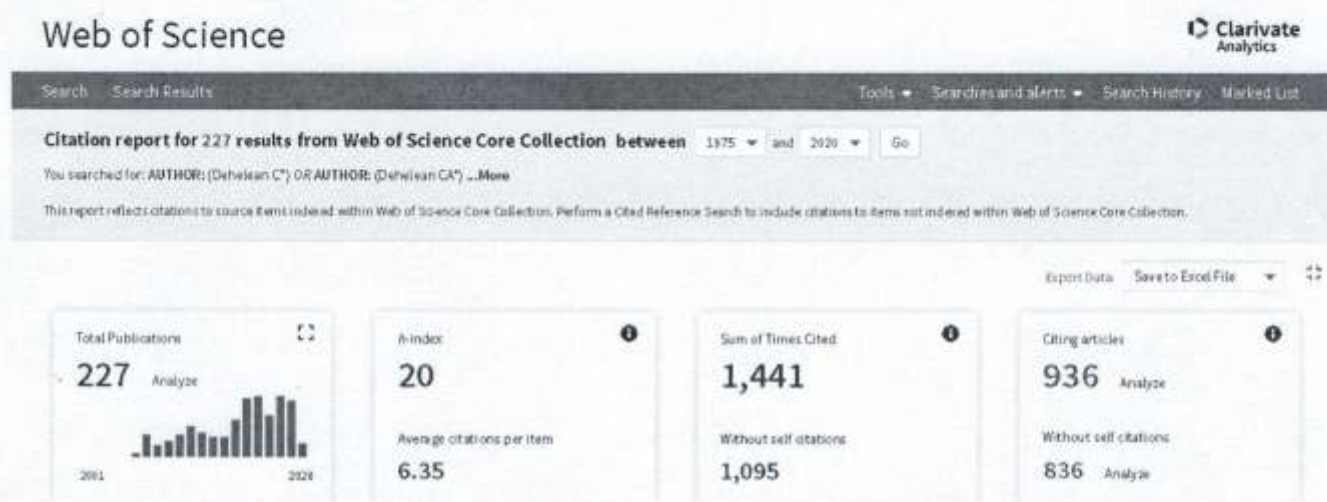 Web of Science
Clarivate
Analytics
Search Search Results Tools Searches and alerts Search History Marked List
Citation report for 227 results from Web of Science Core Collection between 1975 and 2020 Go
You searched for: AUTHOR: (Dehelean C*) OR AUTHOR: (Dehelean CA*) ...More
This report reflects citations to source items indexed within Web of Science Core Collection. Perform a Cited Reference Search to include citations to items not indexed within Web of Science Core Collection.
Export Data Save to Excel File
Total Publications
227 Analyze
2001 2020
h-index
20
Average citations per item
6.35
Sum of Times Cited
1,441
Without self citations
1,095
Citing articles
936 Analyze
Without self citations
836 Analyze